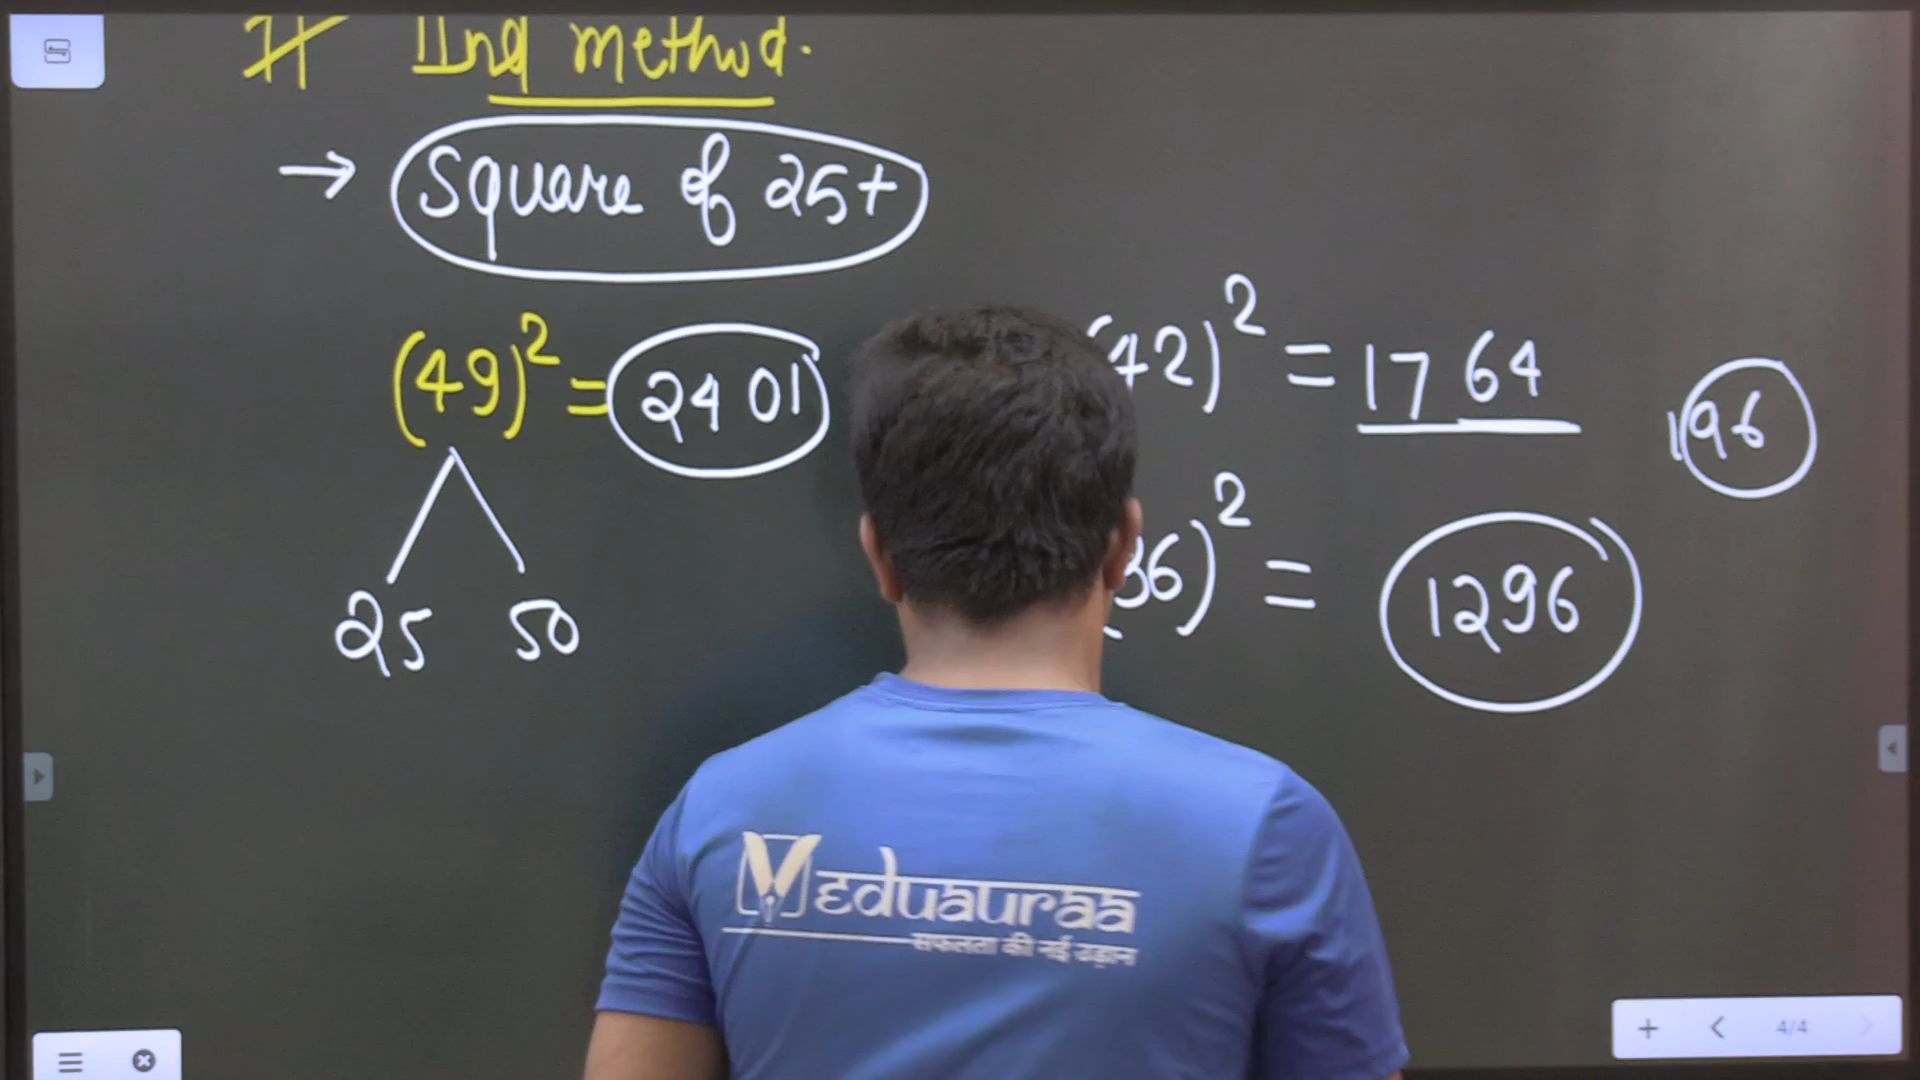 # IInd method.
→ Square of 25+
(49)² = 2401
25 50
(42)² = 1764
196
36)² = 1296
eduauraa
सफलता की नई उड़ान
4/4